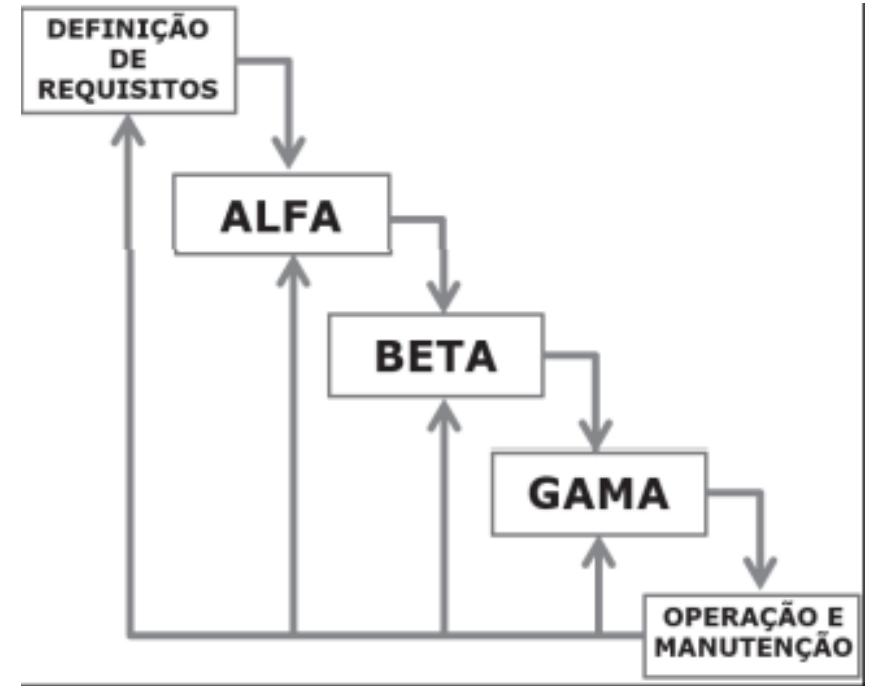 DEFINIÇÃO
DE
REQUISITOS
ALFA
BETA
GAMA
OPERAÇÃO E
MANUTENÇÃO